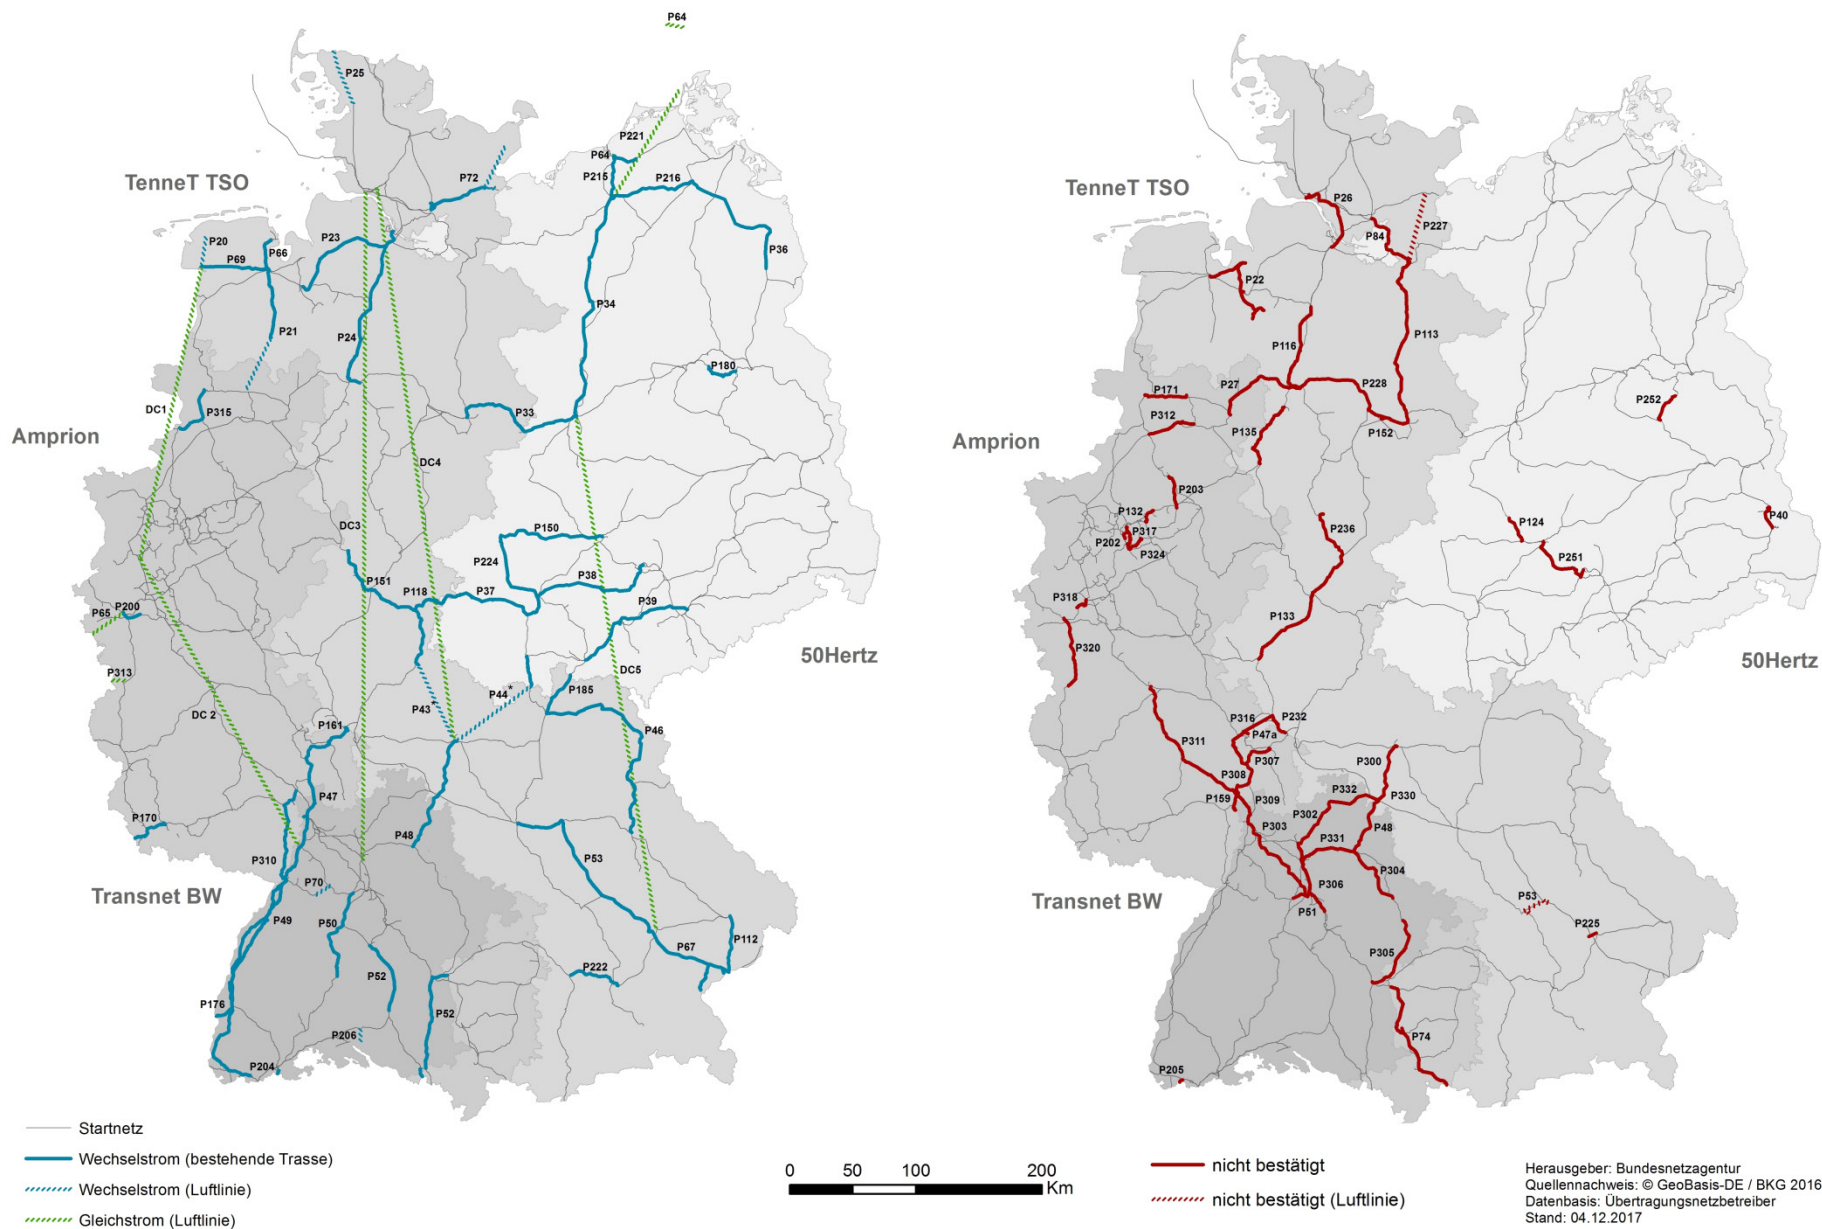 P64
P25
P221
P64
P72
P215
P216
TenneT TSO
P20
P23
P66
P69
P36
P34
P21
P24
P180
DC1
P315
P33
Amprion
DC4
DC3
P150
P224
P38
P151
P118
P37
P39
P65
P200
50Hertz
P313
DC5
P185
P44*
P43*
DC 2
P161
P46
P47
P170
P48
P53
P310
P70
Transnet BW
P49
P50
P67
P112
P52
P222
P176
P52
P206
P204
TenneT TSO
P26
P227
P84
P22
P113
P116
P27
P228
P171
P252
P312
P135
P152
Amprion
P203
P132
P317
P202
P324
P236
P124
P40
P251
P318
P133
P320
50Hertz
P316
P232
P47a
P311
P307
P300
P308
P330
P332
P159
P309
P302
P303
P48
P331
P304
P306
Transnet BW
P51
P53
P225
P305
P74
P205
Startnetz
Wechselstrom (bestehende Trasse)
Wechselstrom (Luftlinie)
Gleichstrom (Luftlinie)
0 50 100 200
Km
nicht bestätigt
nicht bestätigt (Luftlinie)
Herausgeber: Bundesnetzagentur
Quellennachweis: © GeoBasis-DE / BKG 2016
Datenbasis: Übertragungsnetzbetreiber
Stand: 04.12.2017